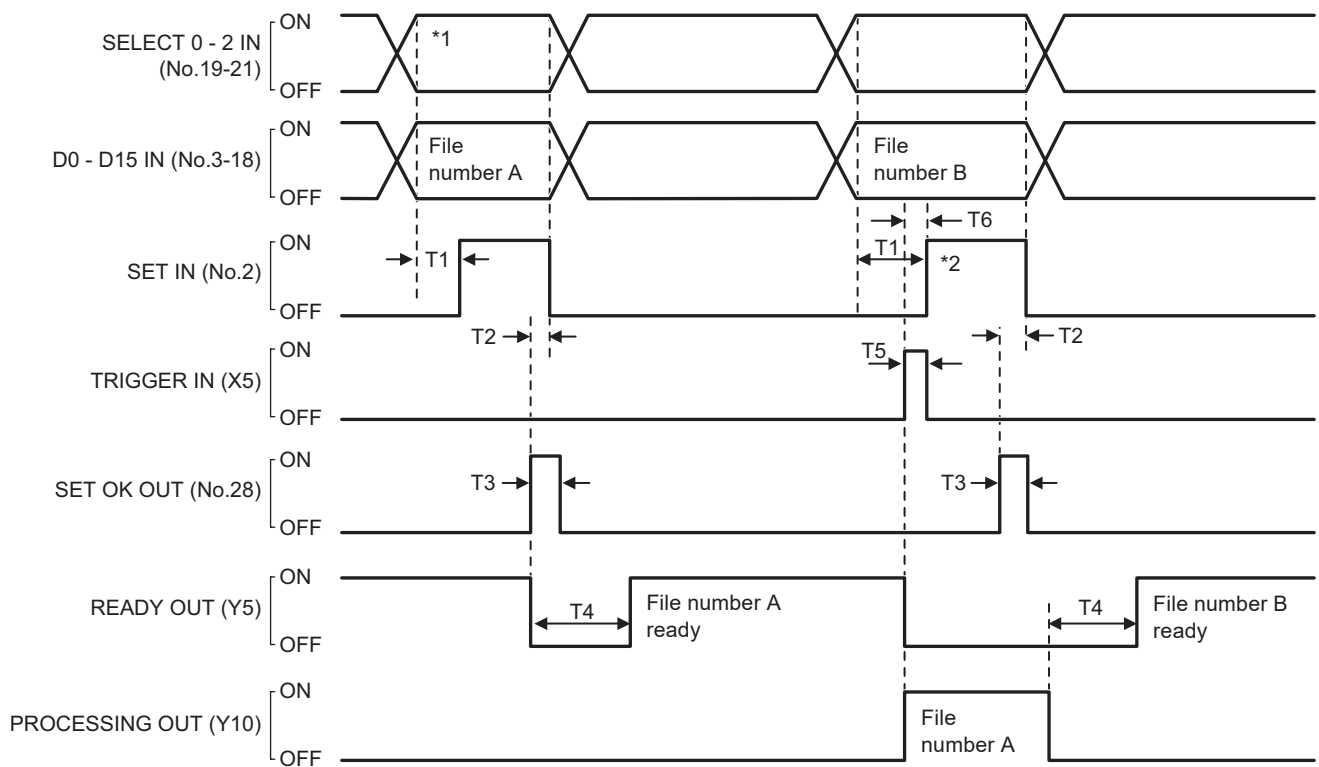 SELECT 0 - 2 IN
(No.19-21)
ON
OFF
*1
D0 - D15 IN (No.3-18)
ON
OFF
File
number A
File
number B
SET IN (No.2)
ON
OFF
T1
T1
T6
*2
T2
T2
TRIGGER IN (X5)
ON
OFF
T5
SET OK OUT (No.28)
ON
OFF
T3
T3
READY OUT (Y5)
ON
OFF
T4
File number A
ready
T4
File number B
ready
PROCESSING OUT (Y10)
ON
OFF
File
number A